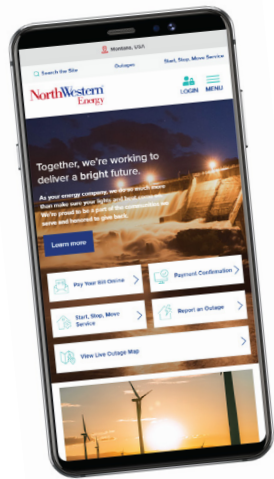 Montana, USA
Search the Site Outages Start, Stop, Move Service
NorthWestern
Energy
LOGIN MENU
Together, we're working to
deliver a bright future.
As your energy company, we do so much more
than make sure your lights and heat
We're proud to be a part of the communities we
serve and honored to give back.
Learn more
Pay Your Bill Online
Payment Confirmation
Start, Stop, Move
Service
Report an Outage
View Live Outage Map